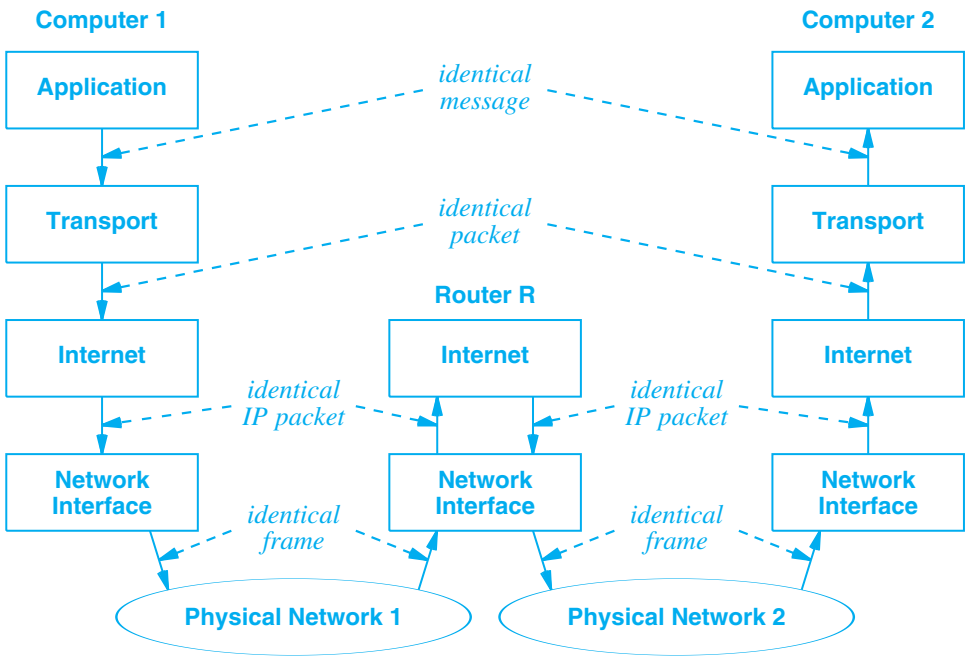 Computer 1
Computer 2
Application
identical
message
Application
Transport
identical
packet
Transport
Router R
Internet
Internet
Internet
identical
IP packet
identical
IP packet
Network
Interface
Network
Interface
Network
Interface
identical
frame
identical
frame
Physical Network 1
Physical Network 2